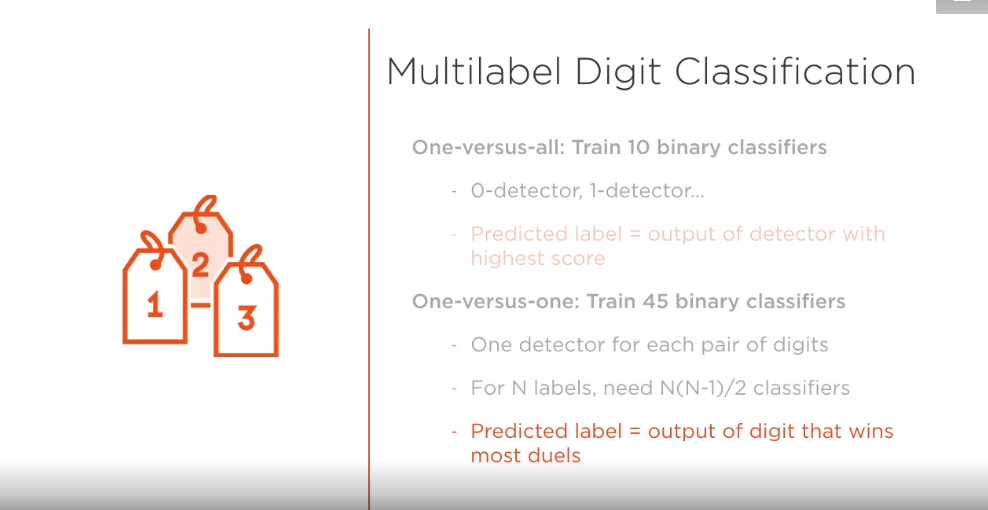 Multilabel Digit Classification
One-versus-all: Train 10 binary classifiers
- 0-detector, 1-detector...
- Predicted label = output of detector with
highest score
One-versus-one: Train 45 binary classifiers
- One detector for each pair of digits
- For N labels, need N(N-1)/2 classifiers
- Predicted label = output of digit that wins
most duels
2
1
3